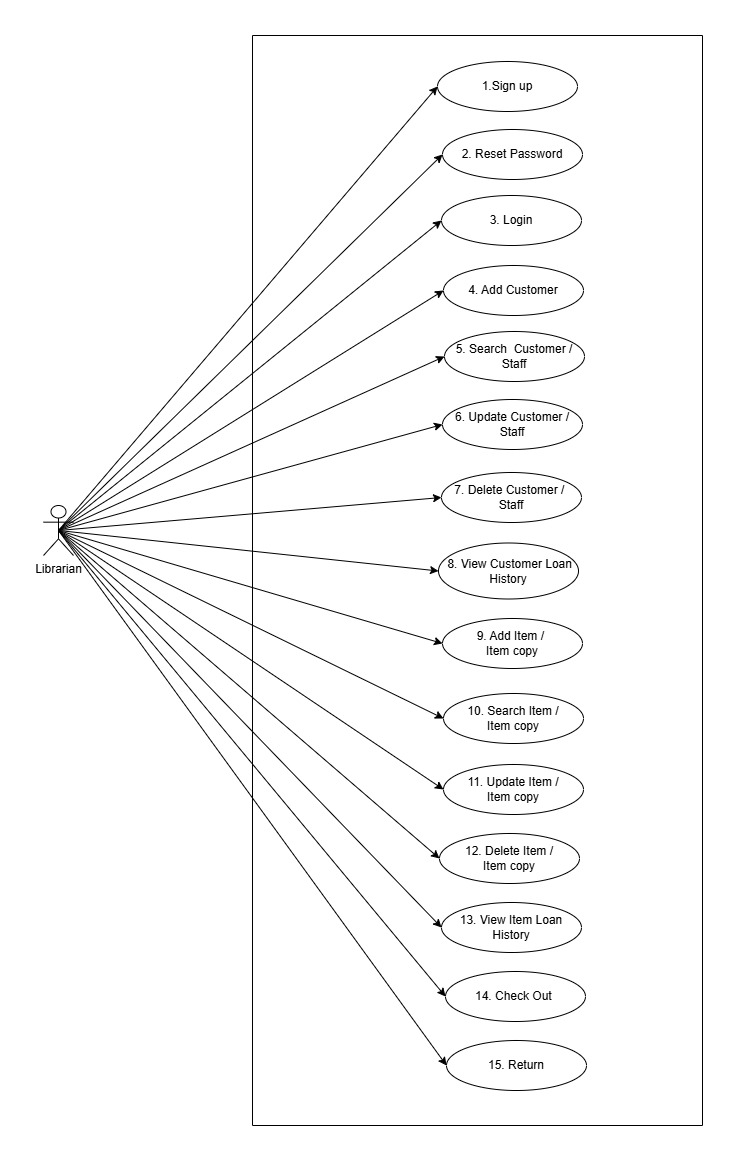 1.Sign up
2. Reset Password
3. Login
4. Add Customer
5. Search  Customer /
Staff
6. Update Customer /
Staff
7. Delete Customer /
Staff
Librarian
8. View Customer Loan
History
9. Add Item /
Item copy
10. Search Item /
Item copy
11. Update Item /
Item copy
12. Delete Item /
Item copy
13. View Item Loan
History
14. Check Out
15. Return